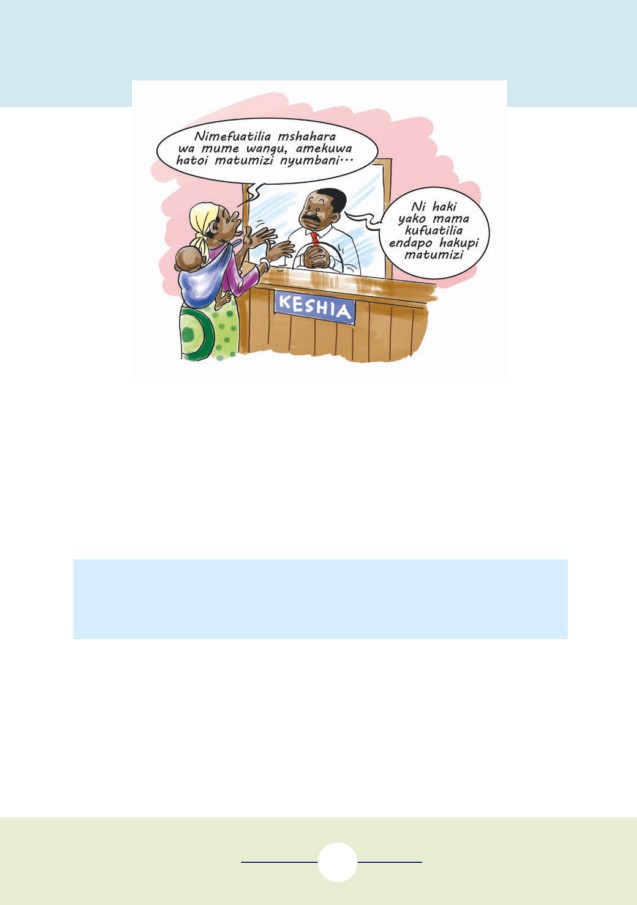 Nimefuatilia mshahara
wa mume wangu, amekuwa
hatoi matumizi nyumbani...
Ni haki
yako mama
kufuatilia
endapo hakupi
matumizi
KESHIA